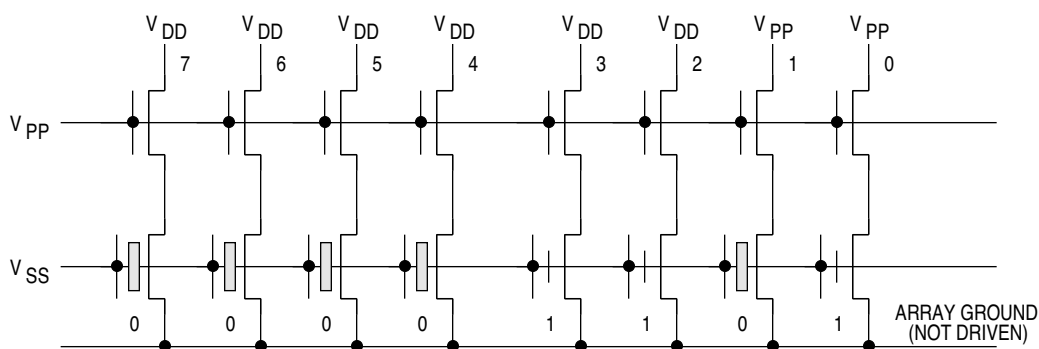 V DD V DD V DD V DD V DD V DD V PP V PP
7 6 5 4 3 2 1 0
V PP
V SS
0 0 0 0 1 1 0 1
ARRAY GROUND
(NOT DRIVEN)